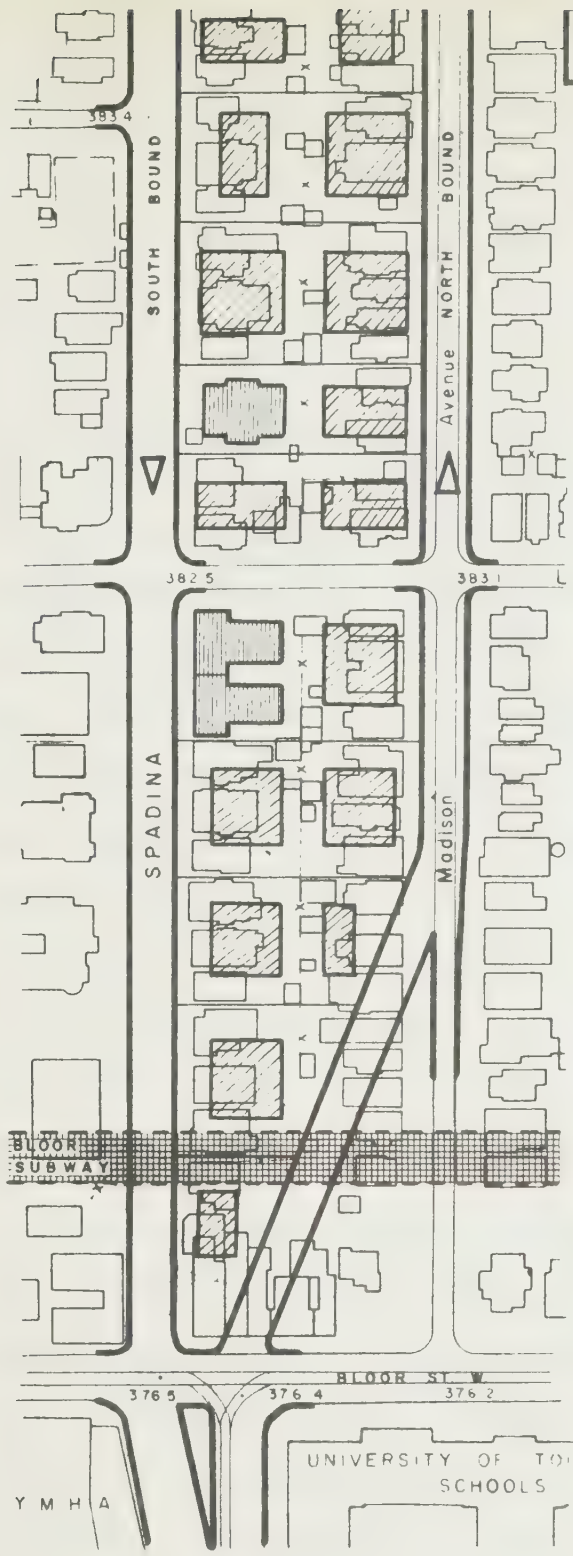 383 4
SOUTH BOUND
Avenue NORTH BOUND
382 5
383 1
SPADINA
Madison
BLOOR
SUBWAY
BLOOR ST. W.
376 5
376 4
376 2
UNIVERSITY OF TO
SCHOOLS
Y M H A